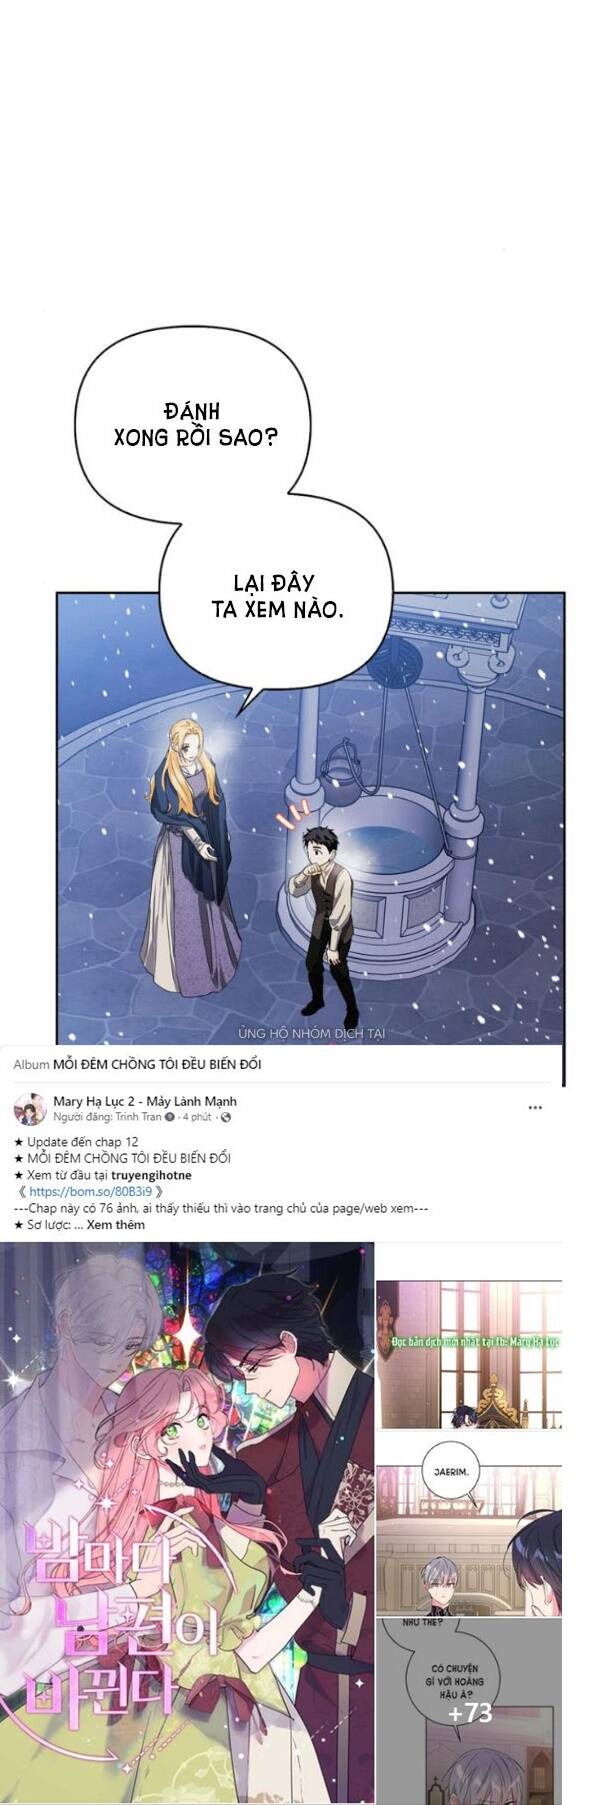 ĐÁNH
XONG RỒI SAO?
LẠI ĐÂY
TA XEM NÀO.
ỦNG HỘ NHÓM DỊCH TẠI
Album MỖI ĐÊM CHỒNG TÔI ĐỀU BIẾN ĐỔI
Mary Hạ Lục 2 - Mảy Lành Mạnh
Người đăng: Trinh Tran · 4 phút ·
★ Update đến chap 12
★ MỖI ĐÊM CHỒNG TÔI ĐỀU BIẾN ĐỔI
★ Xem từ đầu tại truyengihotne
《 https://bom.so/80B3i9 》
---Chap này có 76 ảnh, ai thấy thiếu thì vào trang chủ của page/web xem---
★ Sơ lược: ... Xem thêm
Đọc bản dịch mới nhất tại fb: Mary Hạ Lục
JAERIM.
NHƯ THẾ?
CÓ CHUYỆN
GÌ VỚI HOÀNG
HẬU À?
+73
밤마다
남편이
바뀐다